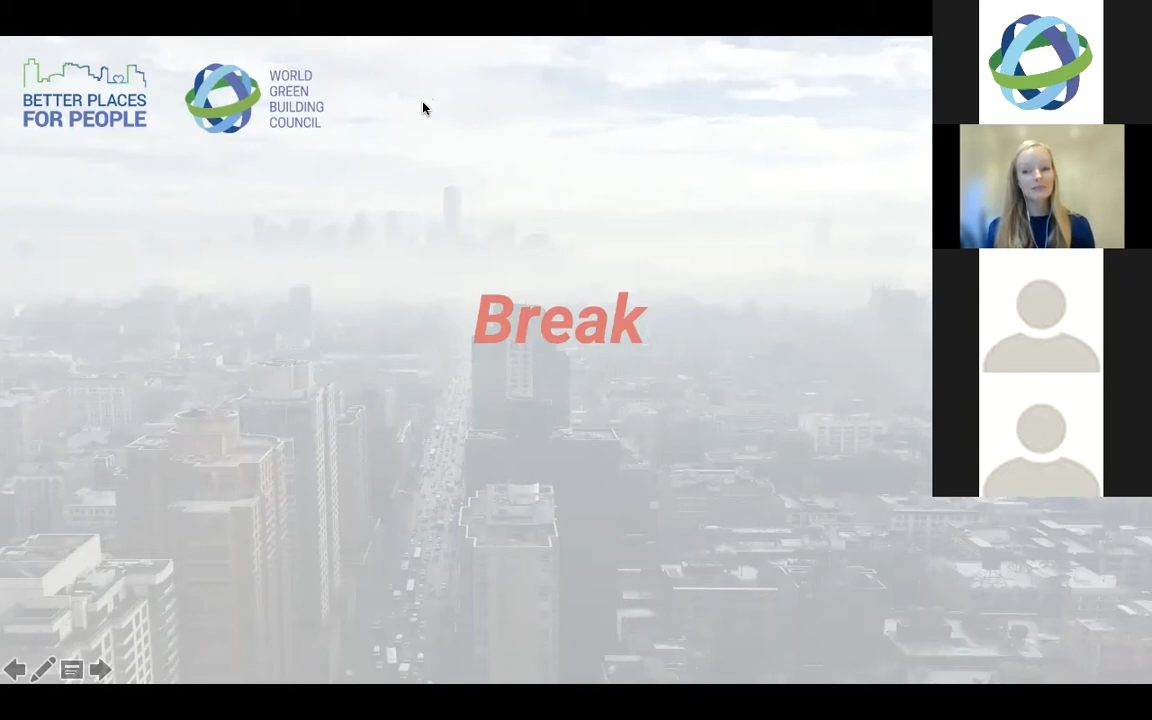 BETTER PLACES
FOR PEOPLE
WORLD
GREEN
BUILDING
COUNCIL
Break